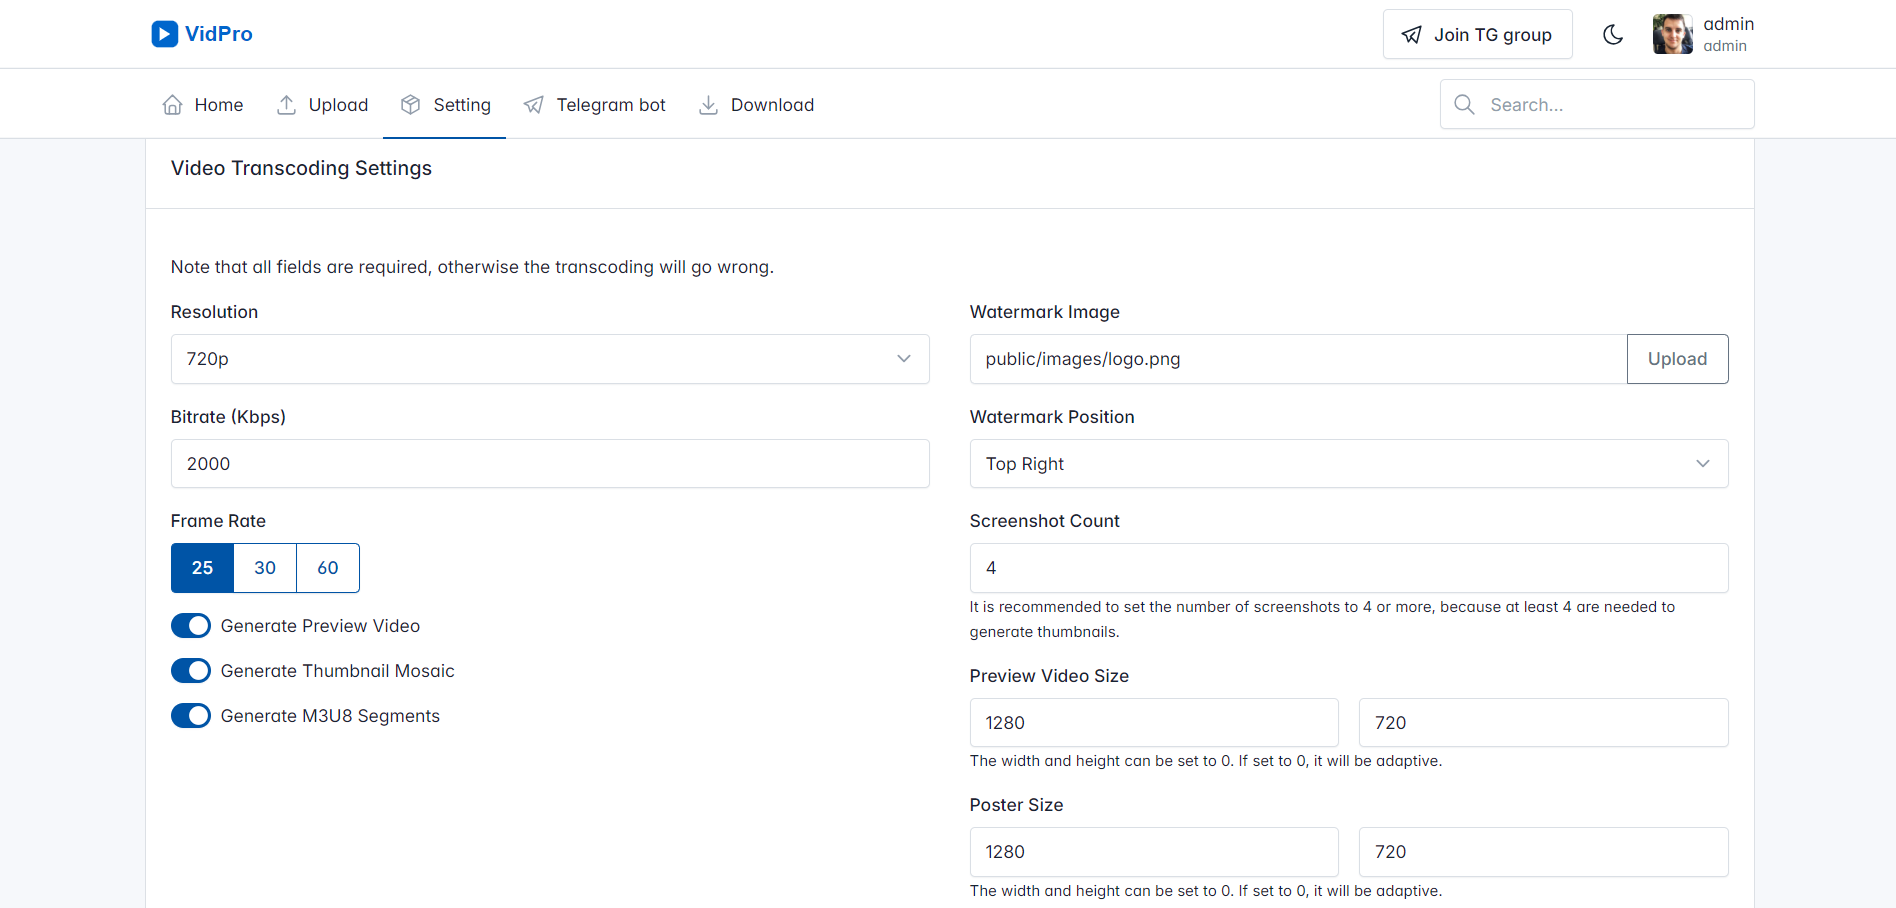 VidPro
Join TG group
admin
admin
Home
Upload
Setting
Telegram bot
Download
Search...
Video Transcoding Settings
Note that all fields are required, otherwise the transcoding will go wrong.
Resolution
720p
Bitrate (Kbps)
2000
Frame Rate
25
30
60
Generate Preview Video
Generate Thumbnail Mosaic
Generate M3U8 Segments
Watermark Image
public/images/logo.png
Upload
Watermark Position
Top Right
Screenshot Count
4
It is recommended to set the number of screenshots to 4 or more, because at least 4 are needed to
generate thumbnails.
Preview Video Size
1280
720
The width and height can be set to 0. If set to 0, it will be adaptive.
Poster Size
1280
720
The width and height can be set to 0. If set to 0, it will be adaptive.